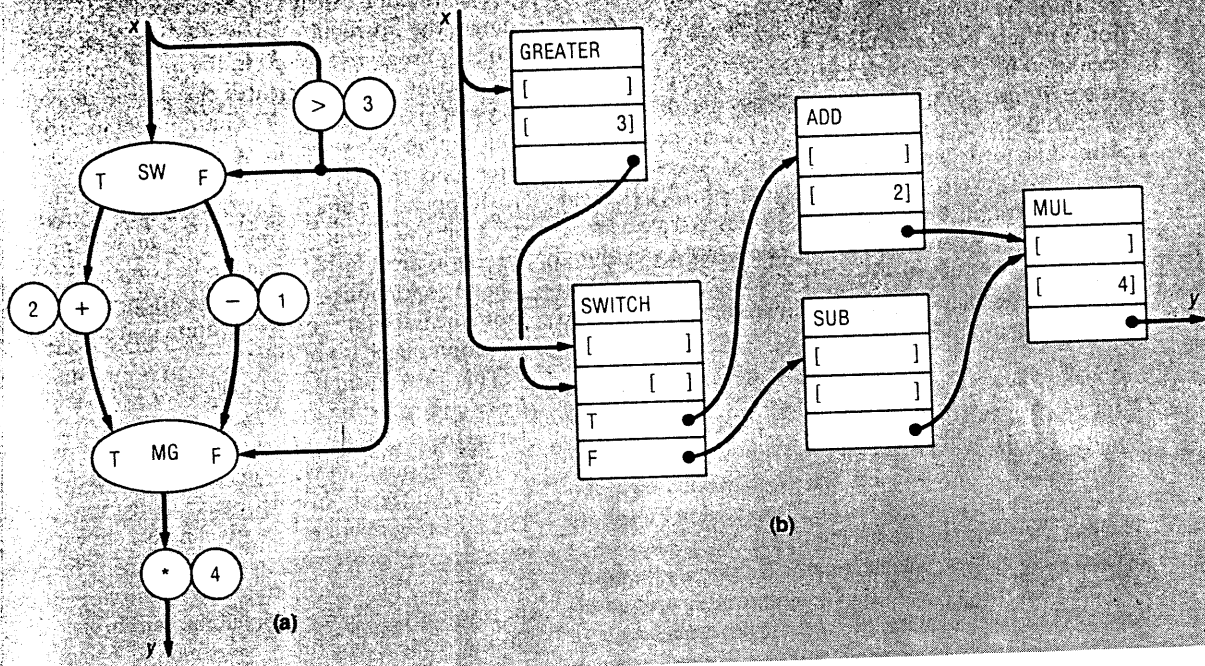 x
> 3
T SW F
2 + - 1
T MG F
* 4
y
(a)
x
GREATER
[ ]
[ 3]
SWITCH
[ ]
[ ]
T
F
ADD
[ ]
[ 2]
SUB
[ ]
[ ]
MUL
[ ]
[ 4]
y
(b)